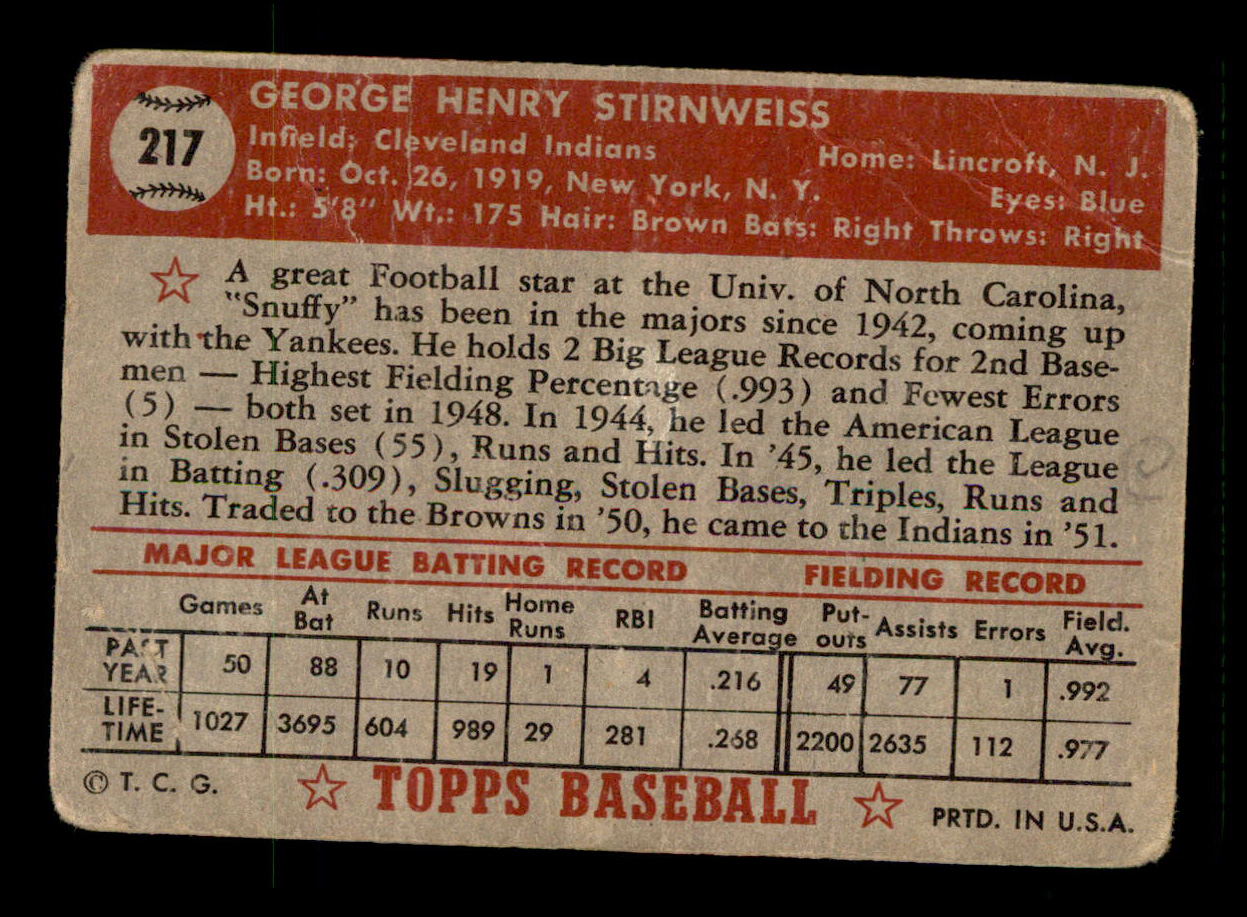 217
GEORGE HENRY STIRNWEISS
Infield: Cleveland Indians Home: Lincroft, N. J.
Born: Oct. 26, 1919, New York, N. Y. Eyes: Blue
Ht.: 5'8" Wt.: 175 Hair: Brown Bats: Right Throws: Right
A great Football star at the Univ. of North Carolina,
"Snuffy" has been in the majors since 1942, coming up
with the Yankees. He holds 2 Big League Records for 2nd Base-
men — Highest Fielding Percentage (.993) and Fewest Errors
(5) — both set in 1948. In 1944, he led the American League
in Stolen Bases (55), Runs and Hits. In '45, he led the League
in Batting (.309), Slugging, Stolen Bases, Triples, Runs and
Hits. Traded to the Browns in '50, he came to the Indians in '51.
MAJOR LEAGUE BATTING RECORD FIELDING RECORD
Games At Bat Runs Hits Home Runs RBI Batting Average Put-outs Assists Errors Field. Avg.
PAST YEAR 50 88 10 19 1 4 .216 49 77 1 .992
LIFE-TIME 1027 3695 604 989 29 281 .268 2200 2635 112 .977
© T. C. G. TOPPS BASEBALL PRTD. IN U.S.A.